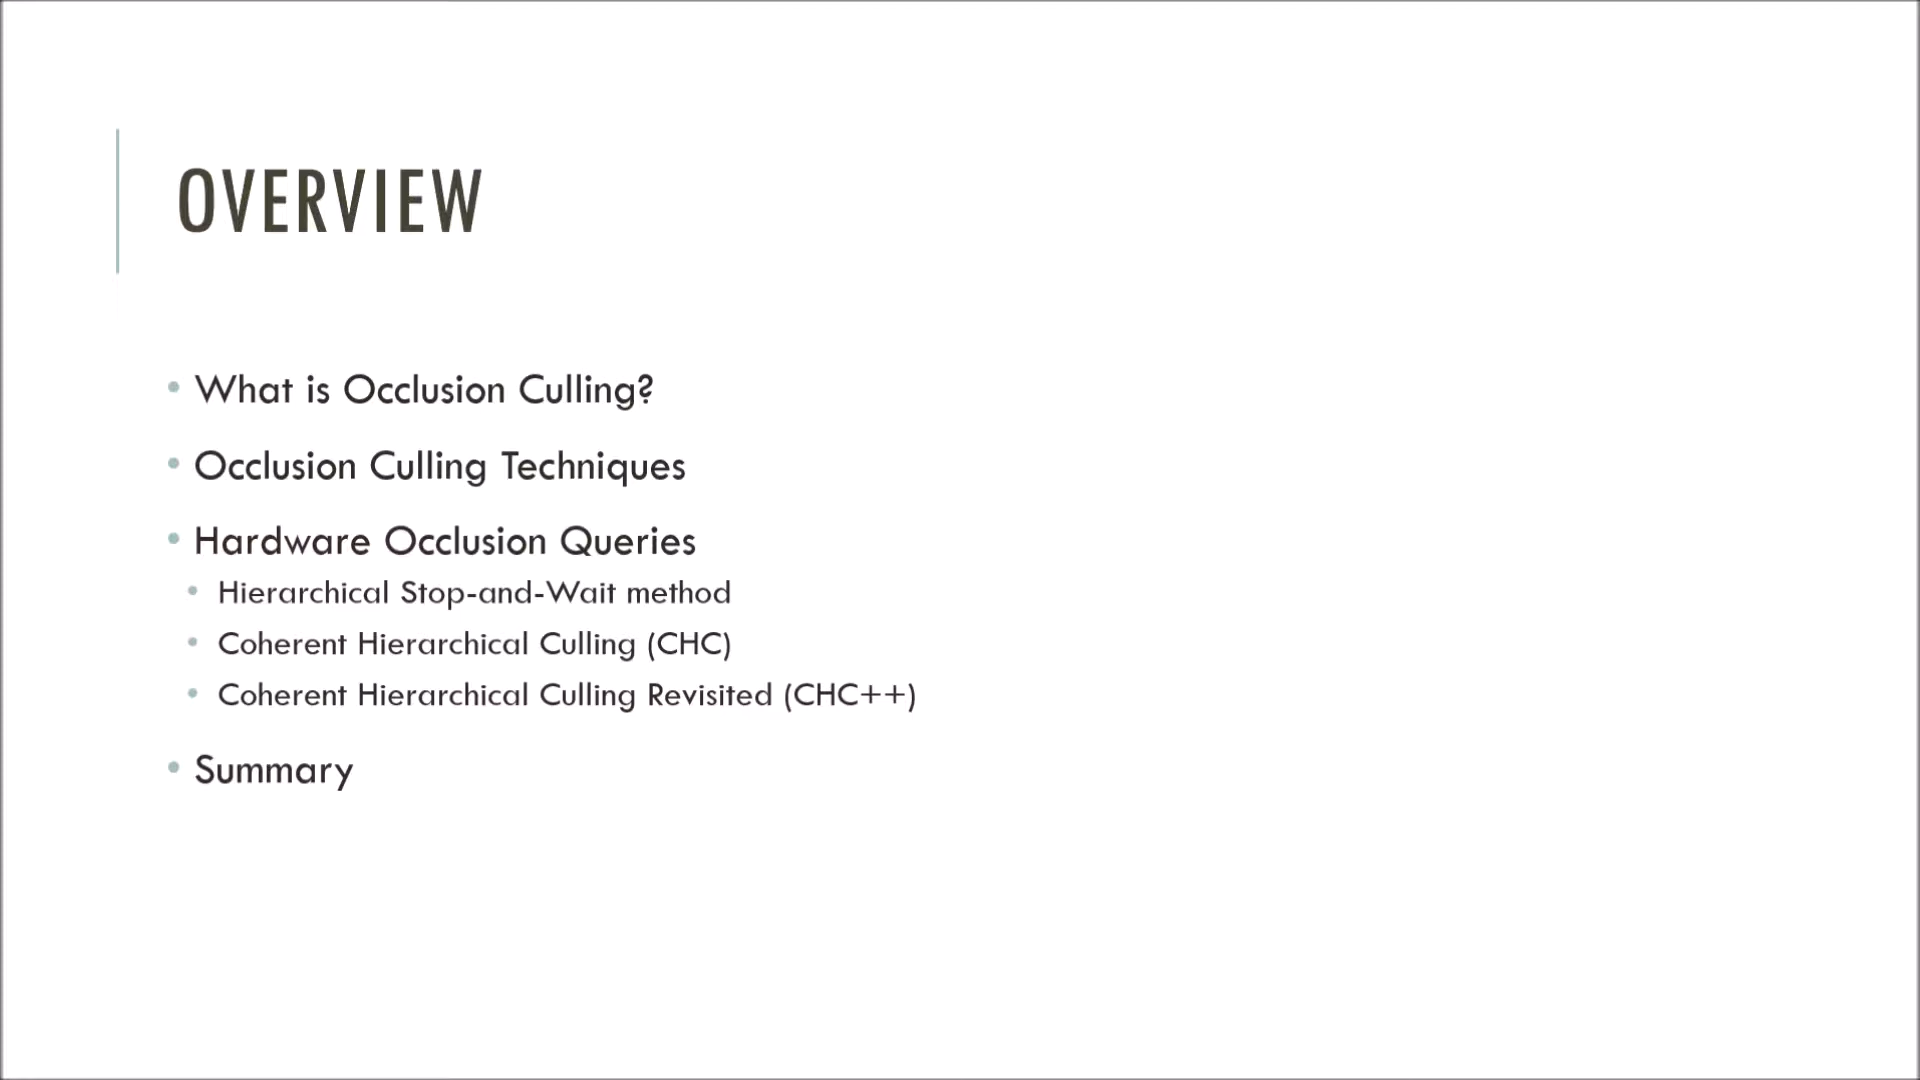 OVERVIEW
• What is Occlusion Culling?
• Occlusion Culling Techniques
• Hardware Occlusion Queries
• Hierarchical Stop-and-Wait method
• Coherent Hierarchical Culling (CHC)
• Coherent Hierarchical Culling Revisited (CHC++)
• Summary